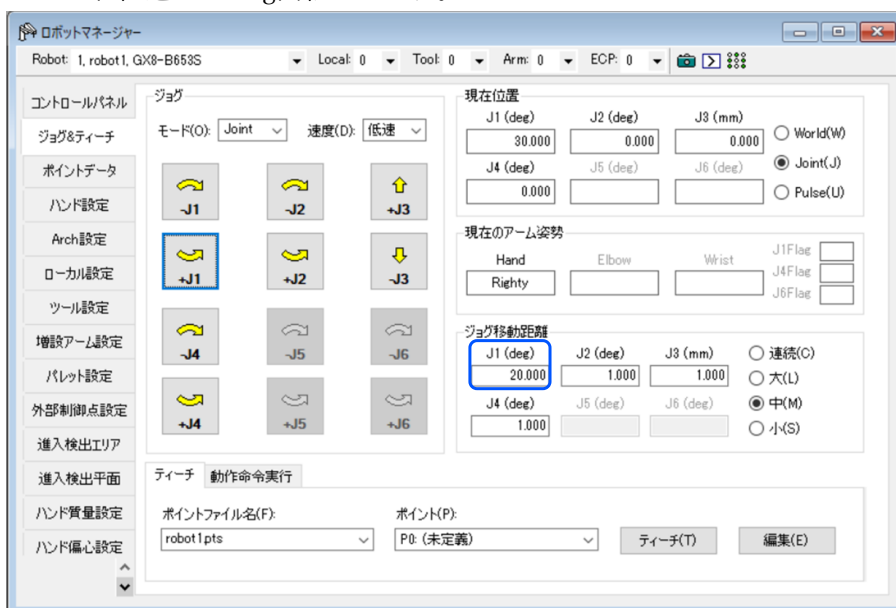 ロボットマネージャー
Robot: 1, robot1, GX8-B653S Local: 0 Tool: 0 Arm: 0 ECP: 0
コントロールパネル
ジョグ&ティーチ
ポイントデータ
ハンド設定
Arch設定
ローカル設定
ツール設定
増設アーム設定
パレット設定
外部制御点設定
進入検出エリア
進入検出平面
ハンド質量設定
ハンド偏心設定
ジョグ
モード(O): Joint 速度(D): 低速
-J1 -J2 +J3
+J1 +J2 -J3
-J4 -J5 -J6
+J4 +J5 +J6
現在位置
J1 (deg) J2 (deg) J3 (mm)
30.000 0.000 0.000
J4 (deg) J5 (deg) J6 (deg)
0.000
World(W)
Joint(J)
Pulse(U)
現在のアーム姿勢
Hand Elbow Wrist
Righty
J1Flag
J4Flag
J6Flag
ジョグ移動距離
J1 (deg) J2 (deg) J3 (mm)
20.000 1.000 1.000
J4 (deg) J5 (deg) J6 (deg)
1.000
連続(C)
大(L)
中(M)
小(S)
ティーチ 動作命令実行
ポイントファイル名(F): ポイント(P):
robot1.pts P0: (未定義) ティーチ(T) 編集(E)